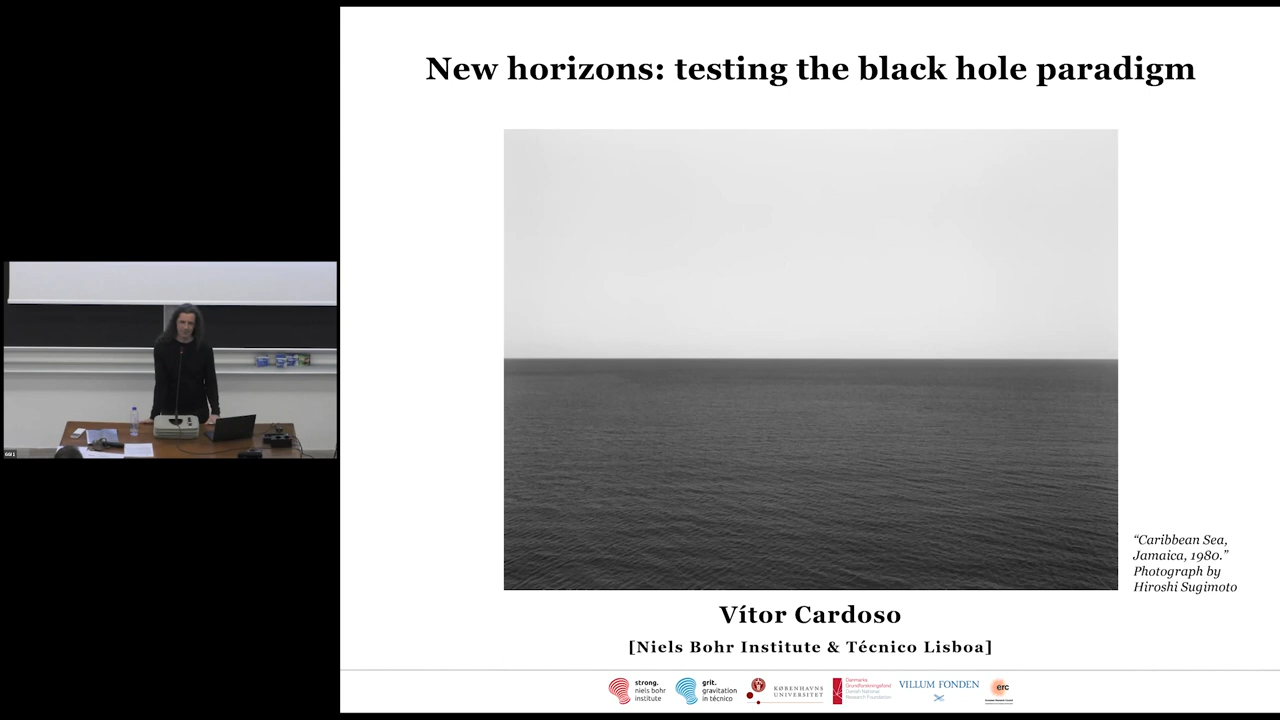 New horizons: testing the black hole paradigm
“Caribbean Sea,
Jamaica, 1980.”
Photograph by
Hiroshi Sugimoto
Vítor Cardoso
[Niels Bohr Institute & Técnico Lisboa]
strong.
niels bohr
institute
grit.
gravitation
in técnico
KØBENHAVNS
UNIVERSITET
Danmarks
Grundforskningsfond
Danish National
Research Foundation
VILLUM FONDEN
erc